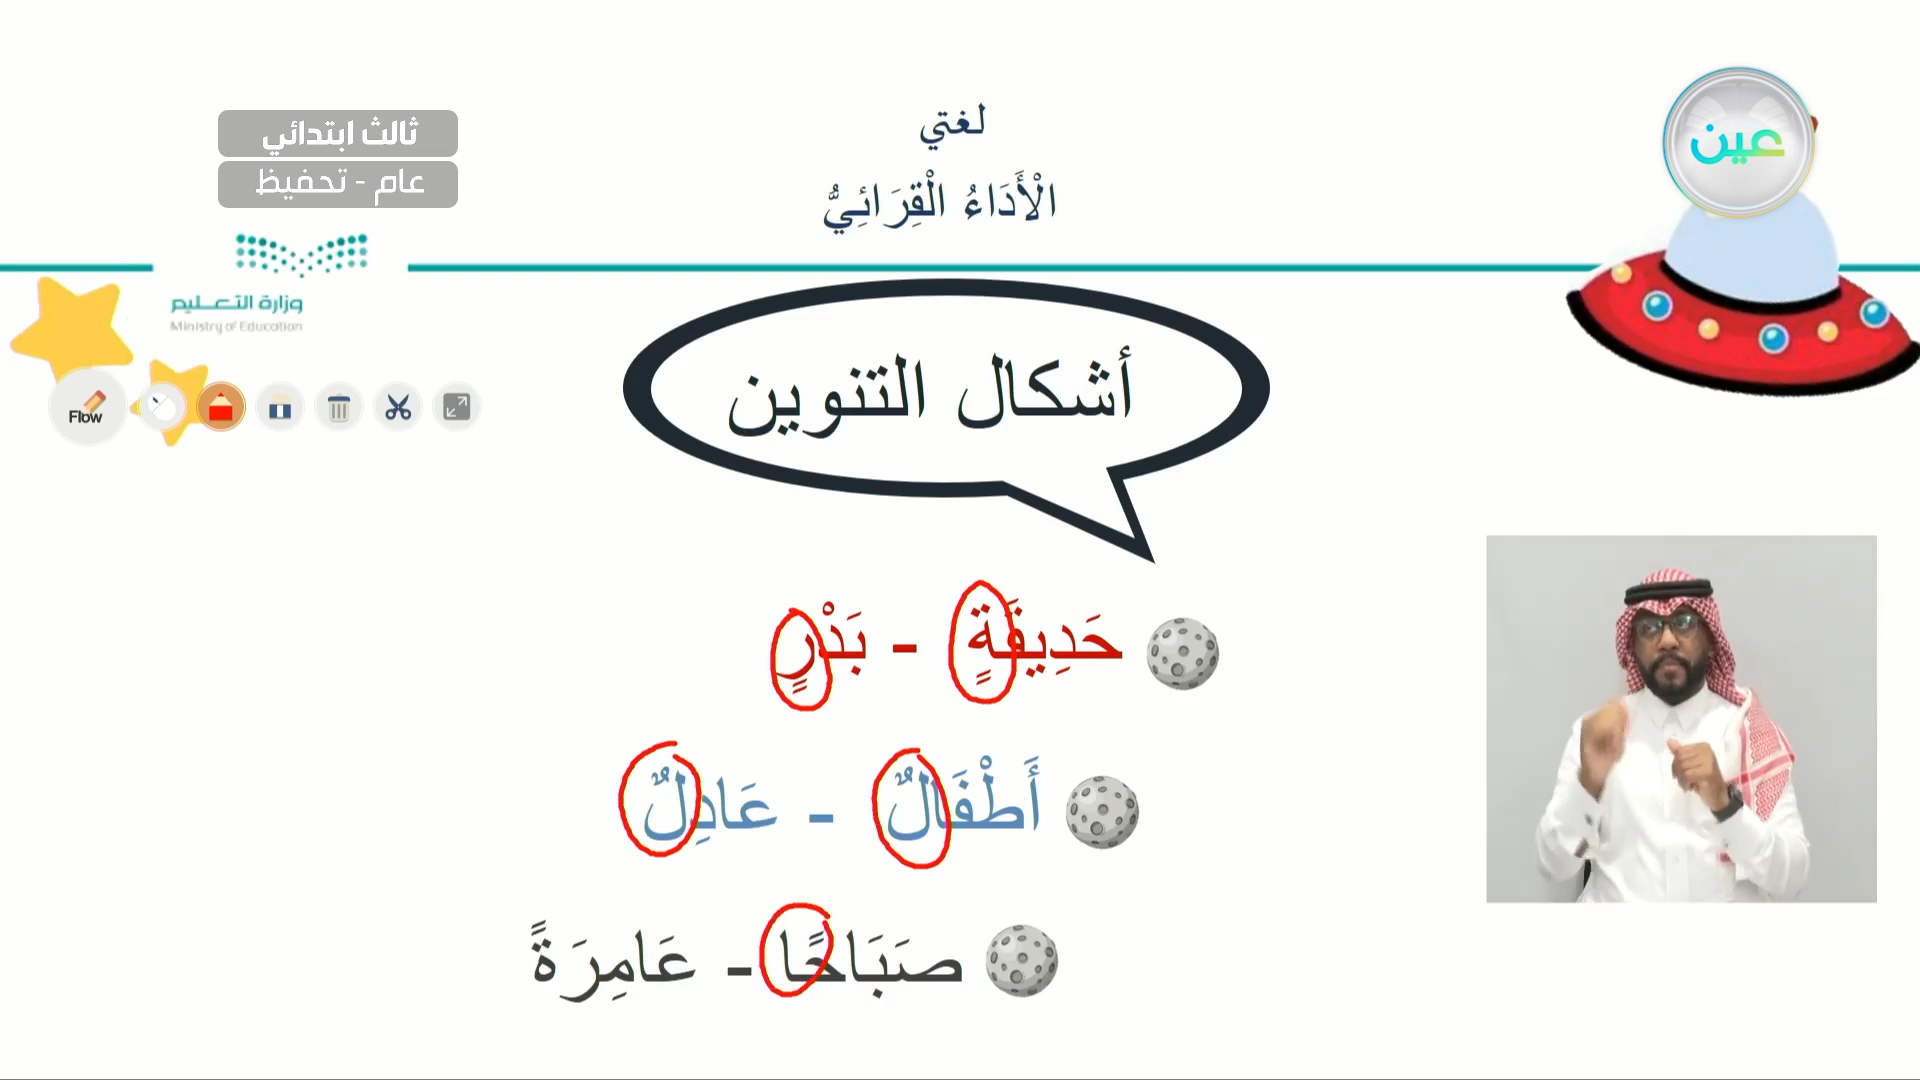 لغتي
الْأَدَاءُ الْقِرَائِيُّ
عين
ثالث ابتدائي
عام - تحفيظ
وزارة التعليم
Ministry of Education
Flow
أشكال التنوين
حَدِيقَةٍ - بَدْرٍ
أَطْفَالٌ - عَادِلٌ
صَبَاحًا - عَامِرَةً